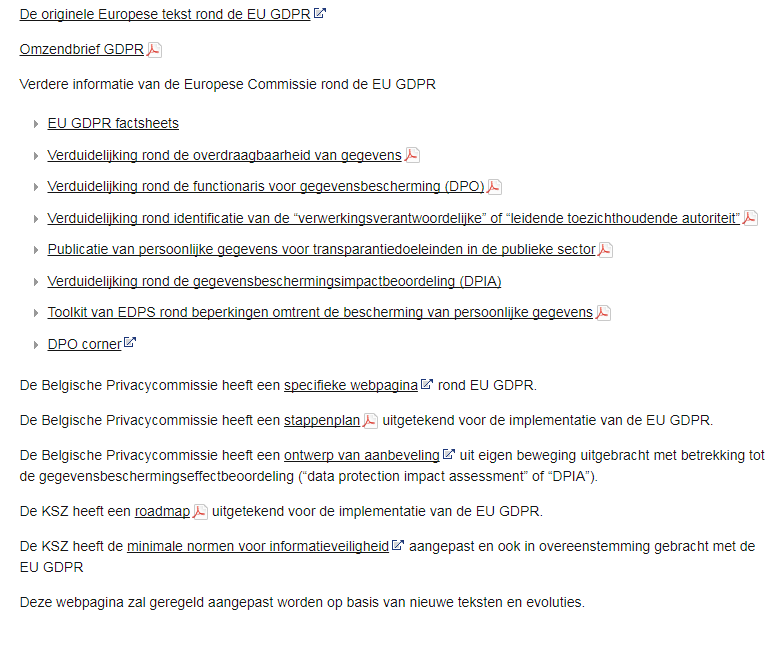 De originele Europese tekst rond de EU GDPR
Omzendbrief GDPR
Verdere informatie van de Europese Commissie rond de EU GDPR
EU GDPR factsheets
Verduidelijking rond de overdraagbaarheid van gegevens
Verduidelijking rond de functionaris voor gegevensbescherming (DPO)
Verduidelijking rond identificatie van de “verwerkingsverantwoordelijke” of “leidende toezichthoudende autoriteit”
Publicatie van persoonlijke gegevens voor transparantiedoeleinden in de publieke sector
Verduidelijking rond de gegevensbeschermingsimpactbeoordeling (DPIA)
Toolkit van EDPS rond beperkingen omtrent de bescherming van persoonlijke gegevens
DPO corner
De Belgische Privacycommissie heeft een specifieke webpagina rond EU GDPR.
De Belgische Privacycommissie heeft een stappenplan uitgetekend voor de implementatie van de EU GDPR.
De Belgische Privacycommissie heeft een ontwerp van aanbeveling uit eigen beweging uitgebracht met betrekking tot
de gegevensbeschermingseffectbeoordeling (“data protection impact assessment” of “DPIA”).
De KSZ heeft een roadmap uitgetekend voor de implementatie van de EU GDPR.
De KSZ heeft de minimale normen voor informatieveiligheid aangepast en ook in overeenstemming gebracht met de
EU GDPR
Deze webpagina zal geregeld aangepast worden op basis van nieuwe teksten en evoluties.